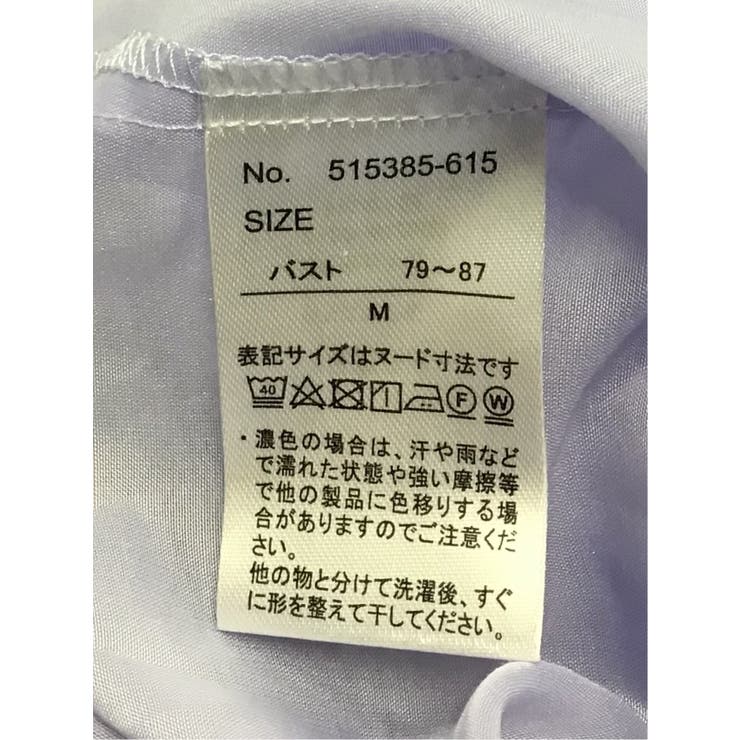 No. 515385-615
SIZE
バスト 79～87
M
表記サイズはヌード寸法です
40 F W
・濃色の場合は、汗や雨など
で濡れた状態や強い摩擦等
で他の製品に色移りする場
合がありますのでご注意くだ
さい。
他の物と分けて洗濯後、すぐ
に形を整えて干してください。